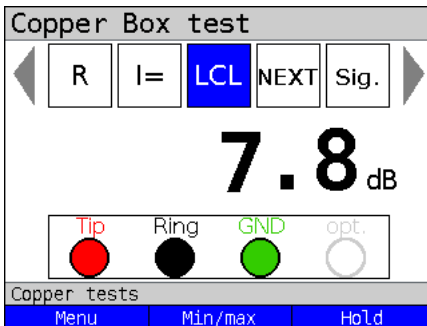 Copper Box test
R I= LCL NEXT Sig.
7.8 dB
Tip Ring GND opt.
Copper tests
Menu Min/max Hold